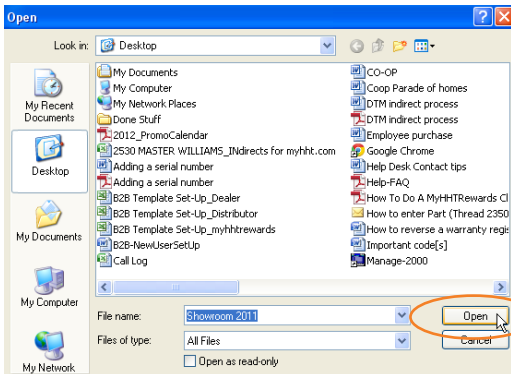 Open
Look in:
Desktop
My Recent
Documents
Desktop
My Documents
My Computer
My Network
My Documents
My Computer
My Network Places
Done Stuff
2012_PromoCalendar
2530 MASTER WILLIAMS_INdirects for myhht.com
Adding a serial number
Adding a serial number
B2B Template Set-Up_Dealer
B2B Template Set-Up_Distributor
B2B Template Set-Up_myhhtrewards
B2B-NewUserSetUp
Call Log
CO-OP
Coop Parade of homes
DTM indirect process
DTM indirect process
Employee purchase
Google Chrome
Help Desk Contact tips
Help-FAQ
How To Do A MyHHTRewards Cl
How to enter Part (Thread 2350
How to reverse a warranty regis
Important code[s]
Manage-2000
File name:
Showroom 2011
Open
Files of type:
All Files
Cancel
Open as read-only